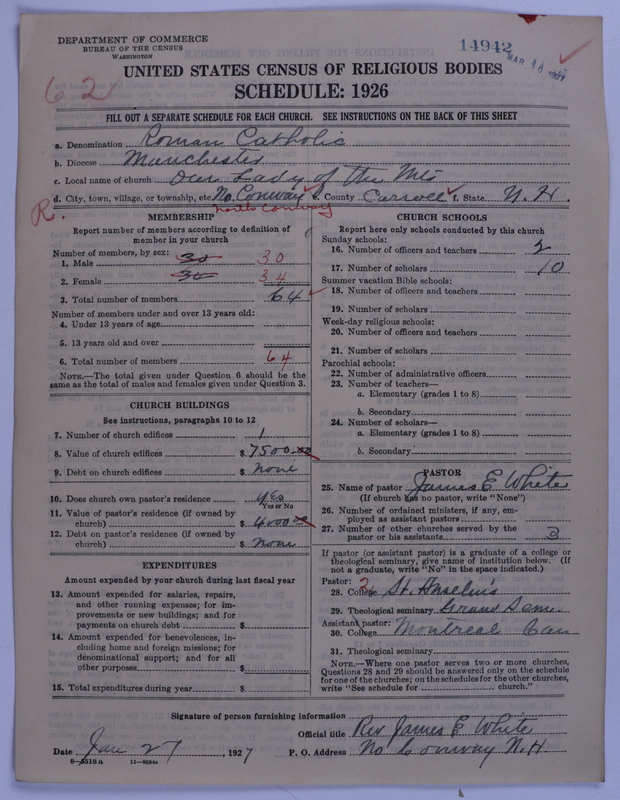 DEPARTMENT OF COMMERCE
BUREAU OF THE CENSUS
WASHINGTON
14942
MAR 16 1927
62
UNITED STATES CENSUS OF RELIGIOUS BODIES
SCHEDULE: 1926
FILL OUT A SEPARATE SCHEDULE FOR EACH CHURCH. SEE INSTRUCTIONS ON THE BACK OF THIS SHEET
a. Denomination Roman Catholic
b. Diocese Manchester
c. Local name of church Our Lady of the Mts
d. City, town, village, or township, etc. No. Conway e. County Carroll f. State N. H.
R. North Conway
MEMBERSHIP
Report number of members according to definition of
member in your church
Number of members, by sex:
1. Male 30 30
2. Female 30 34
3. Total number of members 64
Number of members under and over 13 years old:
4. Under 13 years of age
5. 13 years old and over
6. Total number of members 64
NOTE.—The total given under Question 6 should be
same as the total of males and females given under Question 3.
CHURCH BUILDINGS
See instructions, paragraphs 10 to 12
7. Number of church edifices 1
8. Value of church edifices $ 7500.00
9. Debt on church edifices $ none
10. Does church own pastor's residence yes
Yes or No
11. Value of pastor's residence (if owned by
church) $ 4000
12. Debt on pastor's residence (if owned by
church) $ none
EXPENDITURES
Amount expended by your church during last fiscal year
13. Amount expended for salaries, repairs,
and other running expenses; for im-
provements or new buildings; and for
payments on church debt $
14. Amount expended for benevolences, in-
cluding home and foreign missions; for
denominational support; and for all
other purposes $
15. Total expenditures during year $
CHURCH SCHOOLS
Report here only schools conducted by this church
Sunday schools:
16. Number of officers and teachers 2
17. Number of scholars 10
Summer vacation Bible schools:
18. Number of officers and teachers
19. Number of scholars
Week-day religious schools:
20. Number of officers and teachers
21. Number of scholars
Parochial schools:
22. Number of administrative officers
23. Number of teachers—
a. Elementary (grades 1 to 8)
b. Secondary
24. Number of scholars—
a. Elementary (grades 1 to 8)
b. Secondary
PASTOR
25. Name of pastor James E White
(If church has no pastor, write "None")
26. Number of ordained ministers, if any, em-
ployed as assistant pastors
27. Number of other churches served by the
pastor or his assistants 3
If pastor (or assistant pastor) is a graduate of a college or
theological seminary, give name of institution below. (If
not a graduate, write "No" in the space indicated.)
Pastor: 2
28. College St. Anselm's
29. Theological seminary Grand Sem.
Assistant pastor:
30. College Montreal Can
31. Theological seminary
NOTE.—Where one pastor serves two or more churches,
Questions 28 and 29 should be answered only on the schedule
for one of the churches; on the schedules for the other churches,
write "See schedule for church."
Signature of person furnishing information
Official title Rev James E White
Date Jan 27, 1927 P. O. Address No Conway N.H.
8—5518 a 11—9034